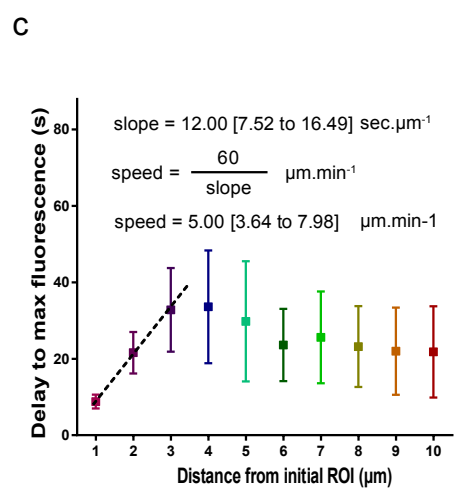 c
slope = 12.00 [7.52 to 16.49] sec.µm⁻¹
speed = 60 / slope µm.min⁻¹
speed = 5.00 [3.64 to 7.98] µm.min-1
Delay to max fluorescence (s)
80
60
40
20
0
1 2 3 4 5 6 7 8 9 10
Distance from initial ROI (µm)